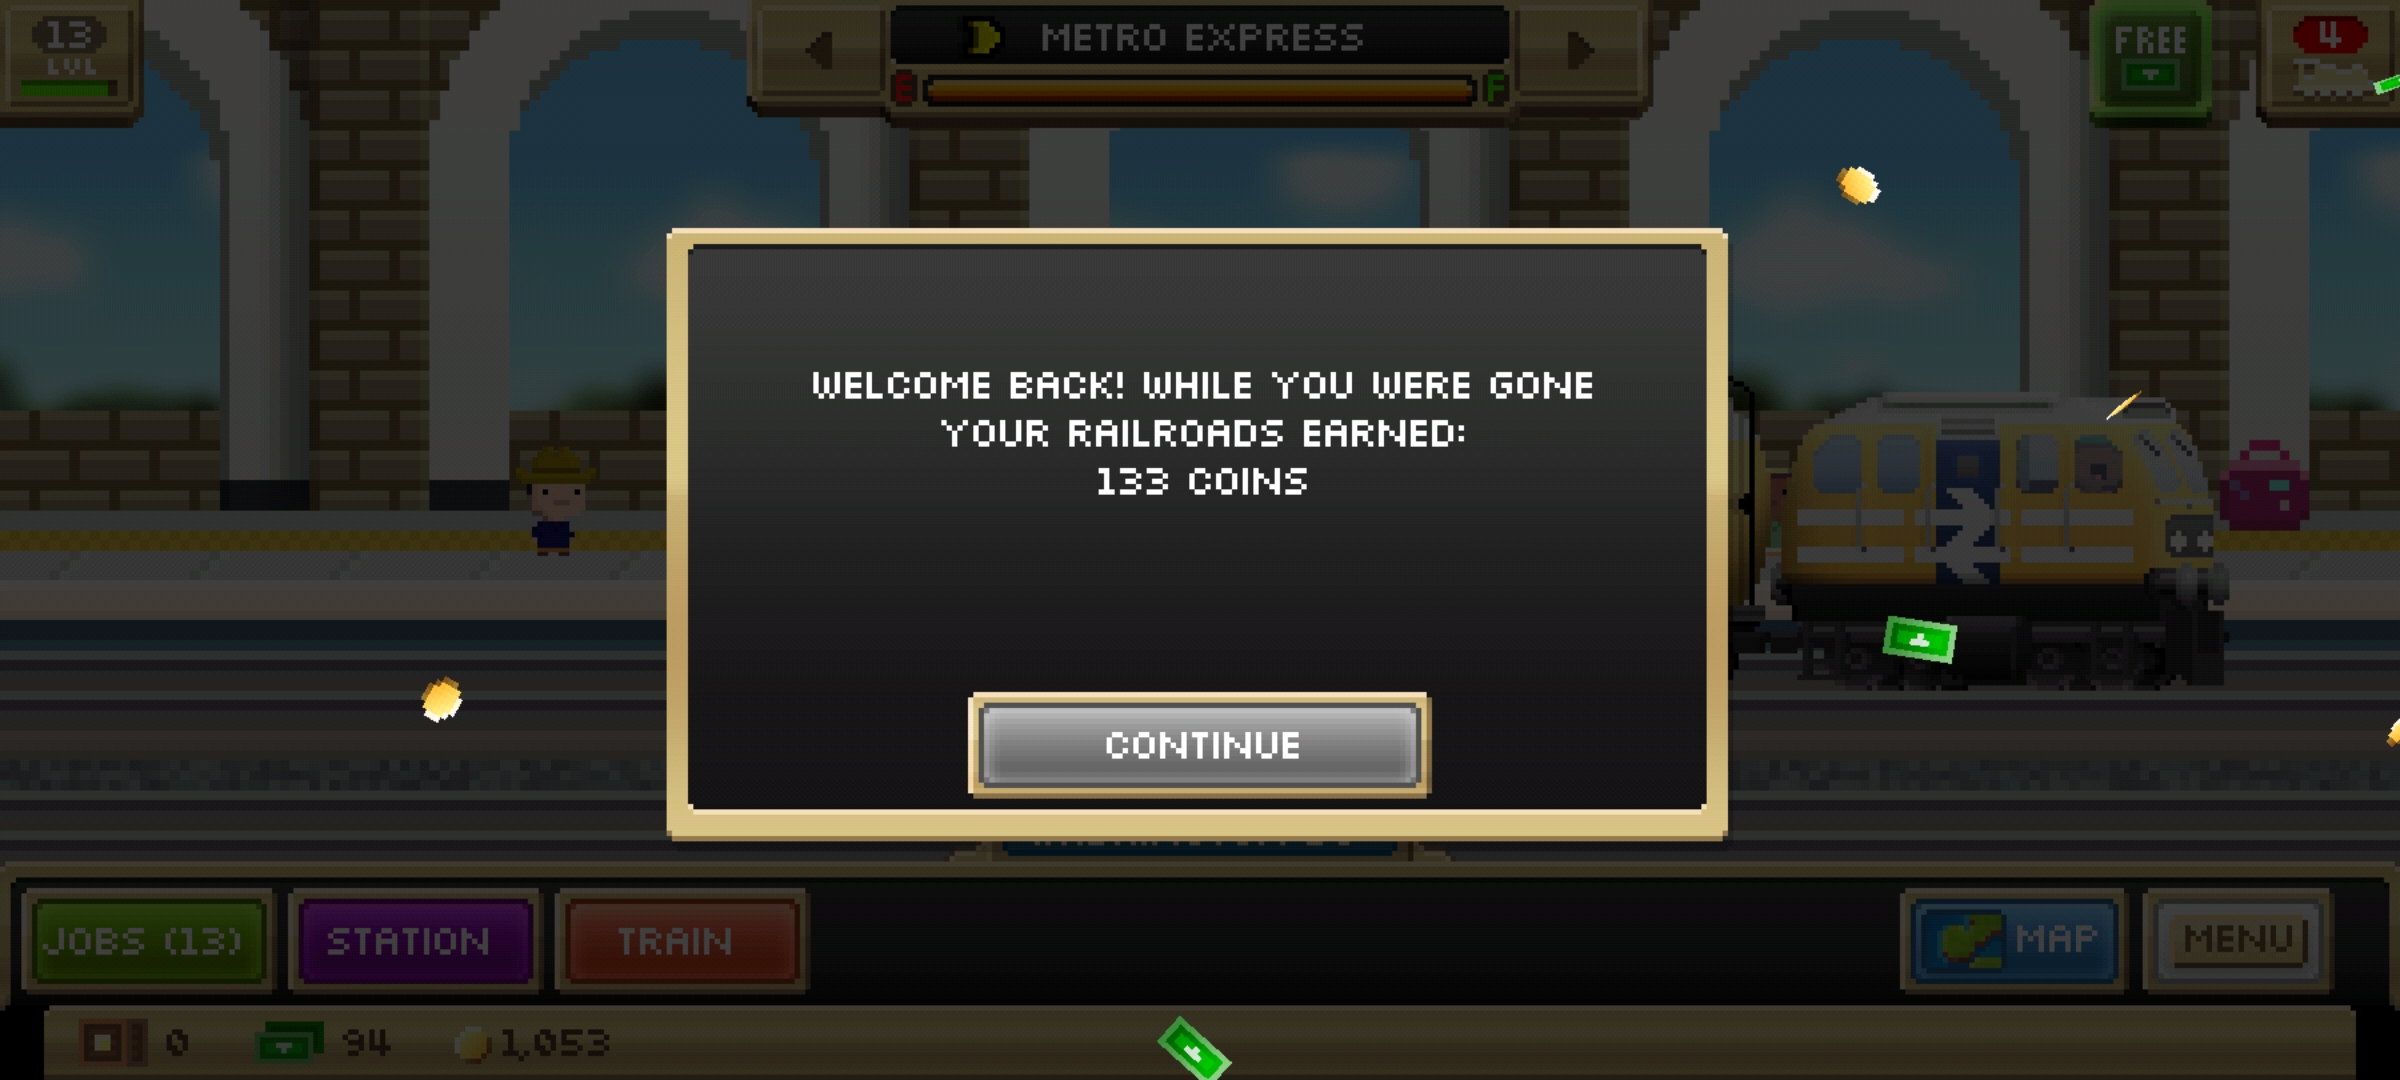 13
LVL
METRO EXPRESS
E F
FREE
4
WELCOME BACK! WHILE YOU WERE GONE
YOUR RAILROADS EARNED:
133 COINS
CONTINUE
JOBS (13) STATION TRAIN MAP MENU
0 94 1,053